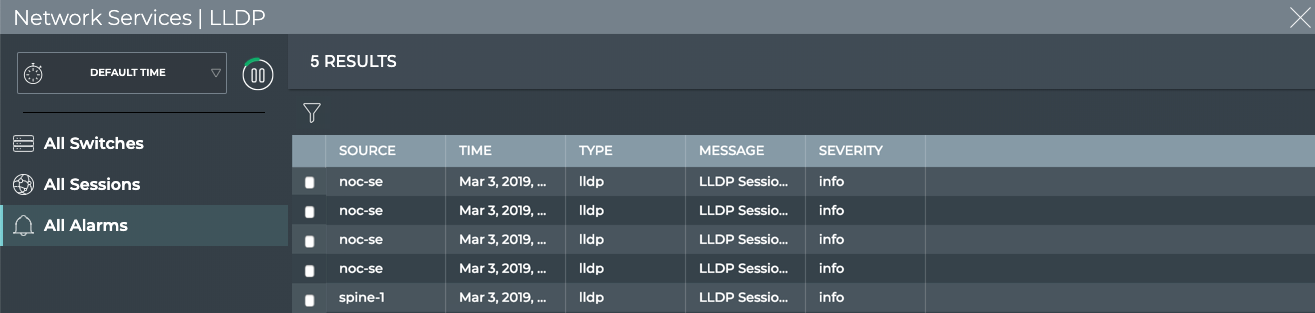 Network Services | LLDP
DEFAULT TIME
All Switches
All Sessions
All Alarms
5 RESULTS
SOURCE TIME TYPE MESSAGE SEVERITY
noc-se Mar 3, 2019, ... lldp LLDP Sessio... info
noc-se Mar 3, 2019, ... lldp LLDP Sessio... info
noc-se Mar 3, 2019, ... lldp LLDP Sessio... info
noc-se Mar 3, 2019, ... lldp LLDP Sessio... info
spine-1 Mar 3, 2019, ... lldp LLDP Sessio... info